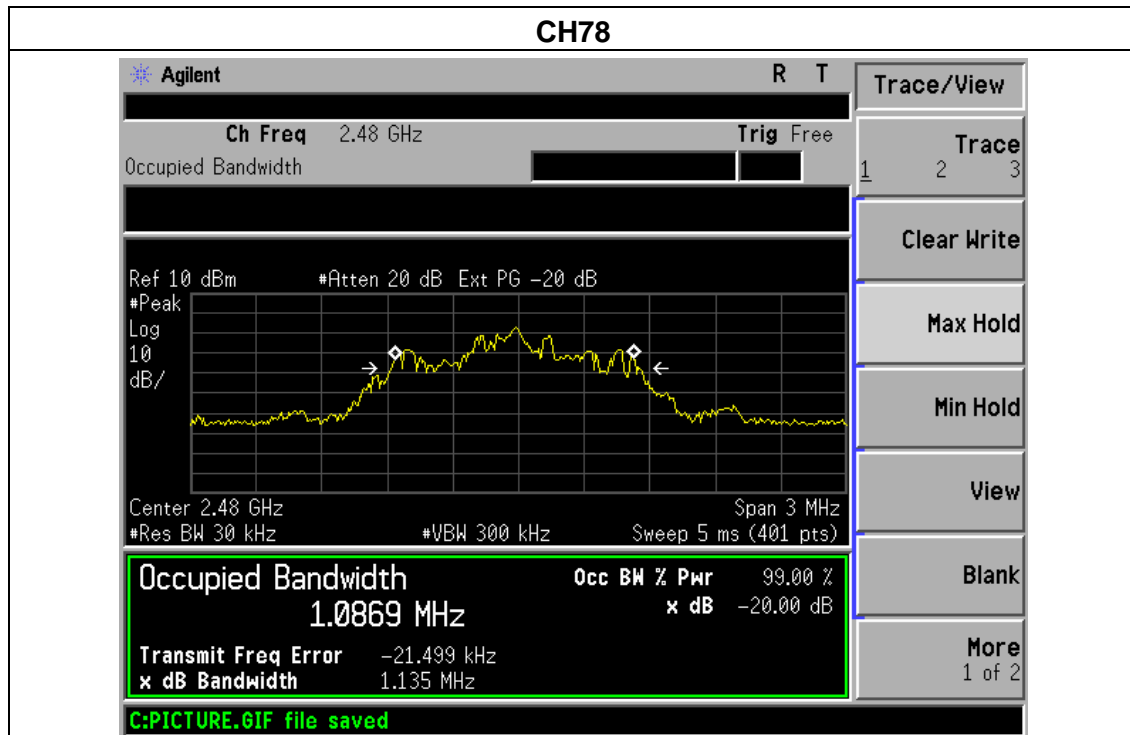 CH78
Agilent R T
Ch Freq 2.48 GHz Trig Free
Occupied Bandwidth
Ref 10 dBm #Atten 20 dB Ext PG -20 dB
#Peak
Log
10
dB/
Center 2.48 GHz Span 3 MHz
#Res BW 30 kHz #VBW 300 kHz Sweep 5 ms (401 pts)
Occupied Bandwidth Occ BW % Pwr 99.00 %
1.0869 MHz x dB -20.00 dB
Transmit Freq Error -21.499 kHz
x dB Bandwidth 1.135 MHz
C:PICTURE.GIF file saved
Trace/View
Trace
1 2 3
Clear Write
Max Hold
Min Hold
View
Blank
More
1 of 2